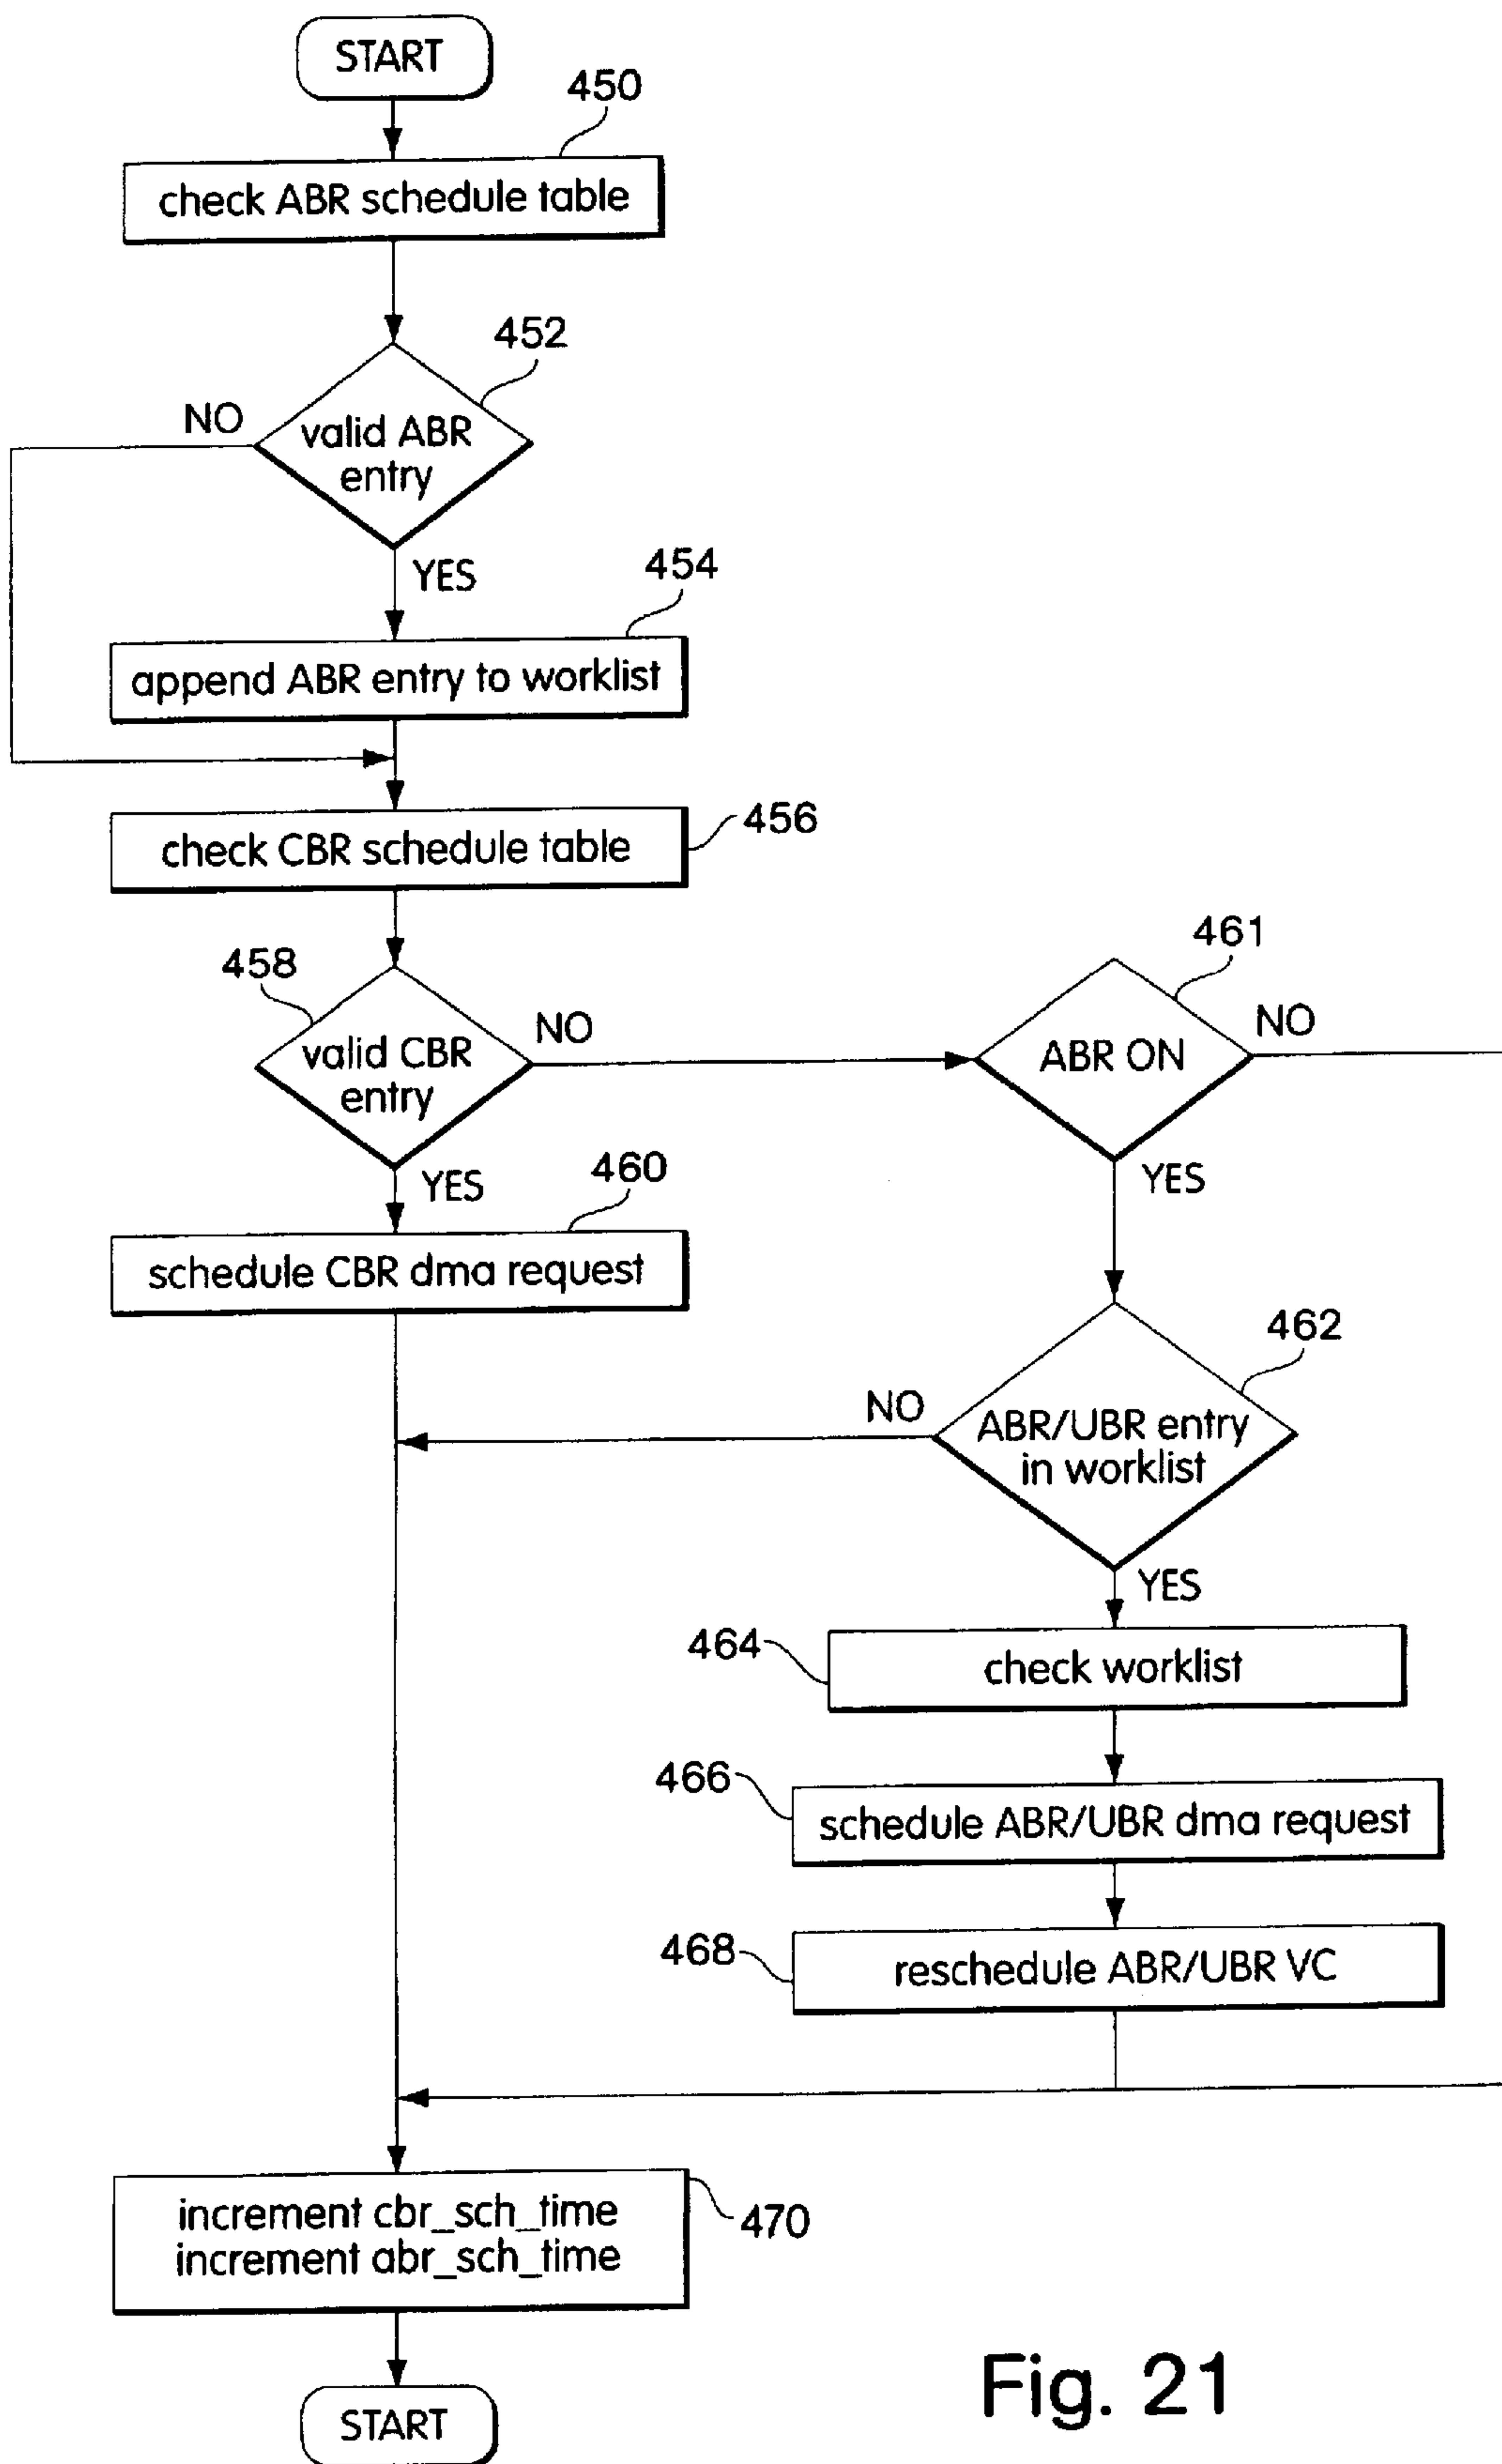 START
450
check ABR schedule table
452
NO
valid ABR
entry
YES
454
append ABR entry to worklist
check CBR schedule table
456
458
valid CBR
entry
NO
461
ABR ON
NO
YES
YES
460
schedule CBR dma request
462
NO
ABR/UBR entry
in worklist
YES
464
check worklist
466
schedule ABR/UBR dma request
468
reschedule ABR/UBR VC
increment cbr_sch_time
increment abr_sch_time
470
START
Fig. 21